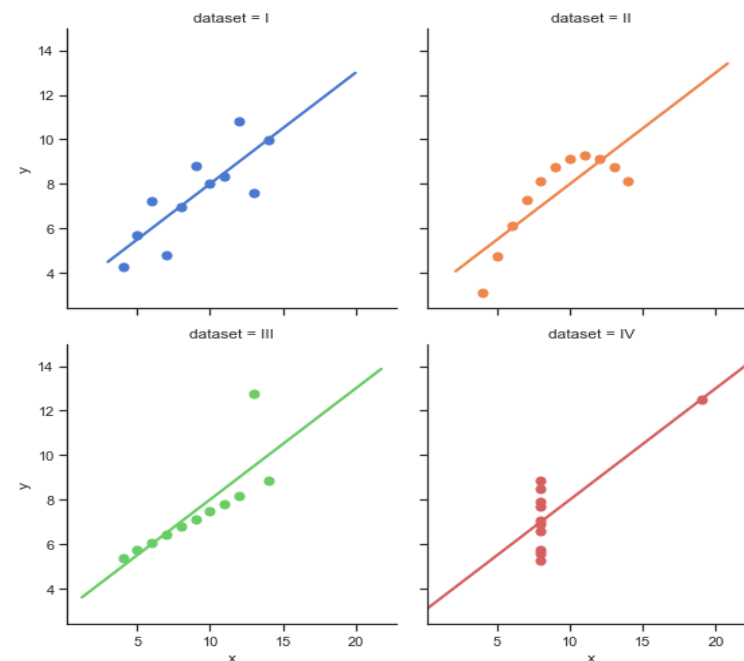 dataset = I
dataset = II
14
12
10
8
6
4
y
dataset = III
dataset = IV
14
12
10
8
6
4
y
5 10 15 20
5 10 15 20
x
x